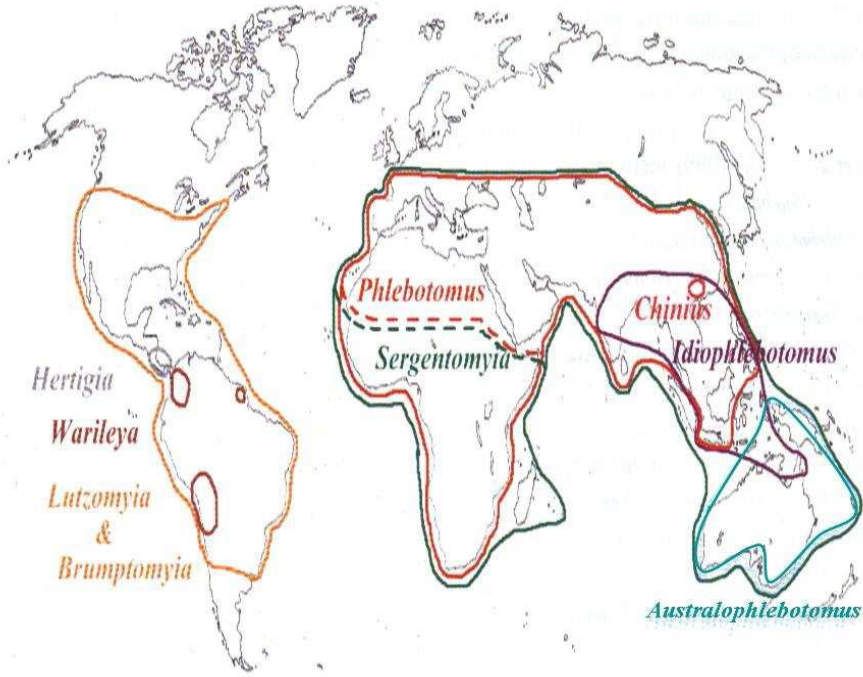 Phlebotomus
Chinius
Sergentomyia
Idiophlebotomus
Hertigia
Warileya
Lutzomyia
&
Brumptomyia
Australophlebotomus